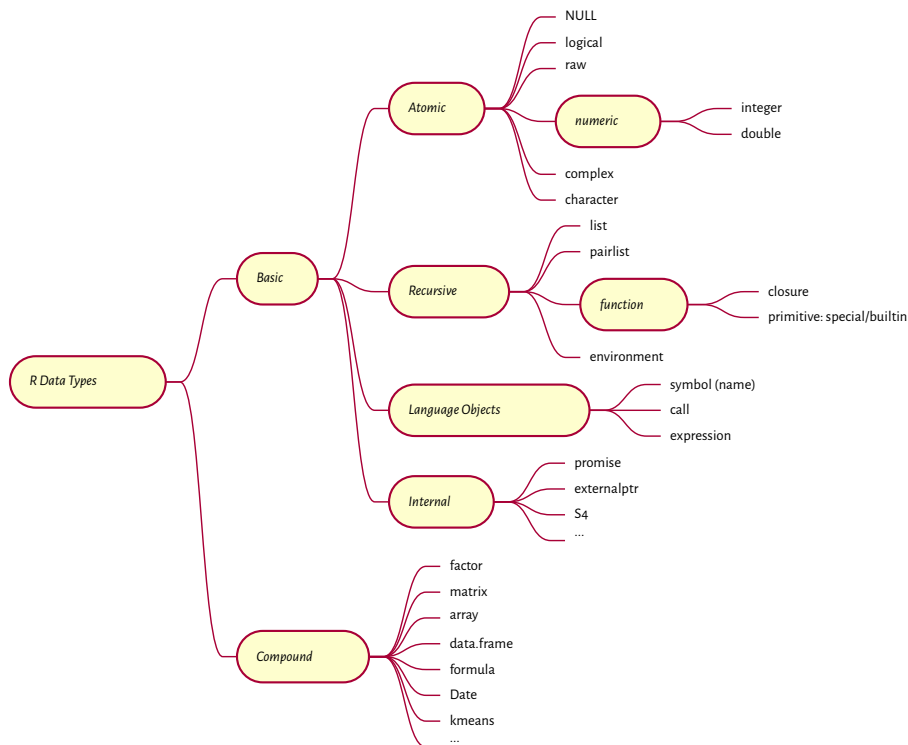 NULL
logical
raw
Atomic
numeric
integer
double
complex
character
list
pairlist
Basic
Recursive
function
closure
primitive: special/builtin
environment
R Data Types
Language Objects
symbol (name)
call
expression
promise
externalptr
Internal
S4
...
factor
matrix
array
data.frame
Compound
formula
Date
kmeans
...